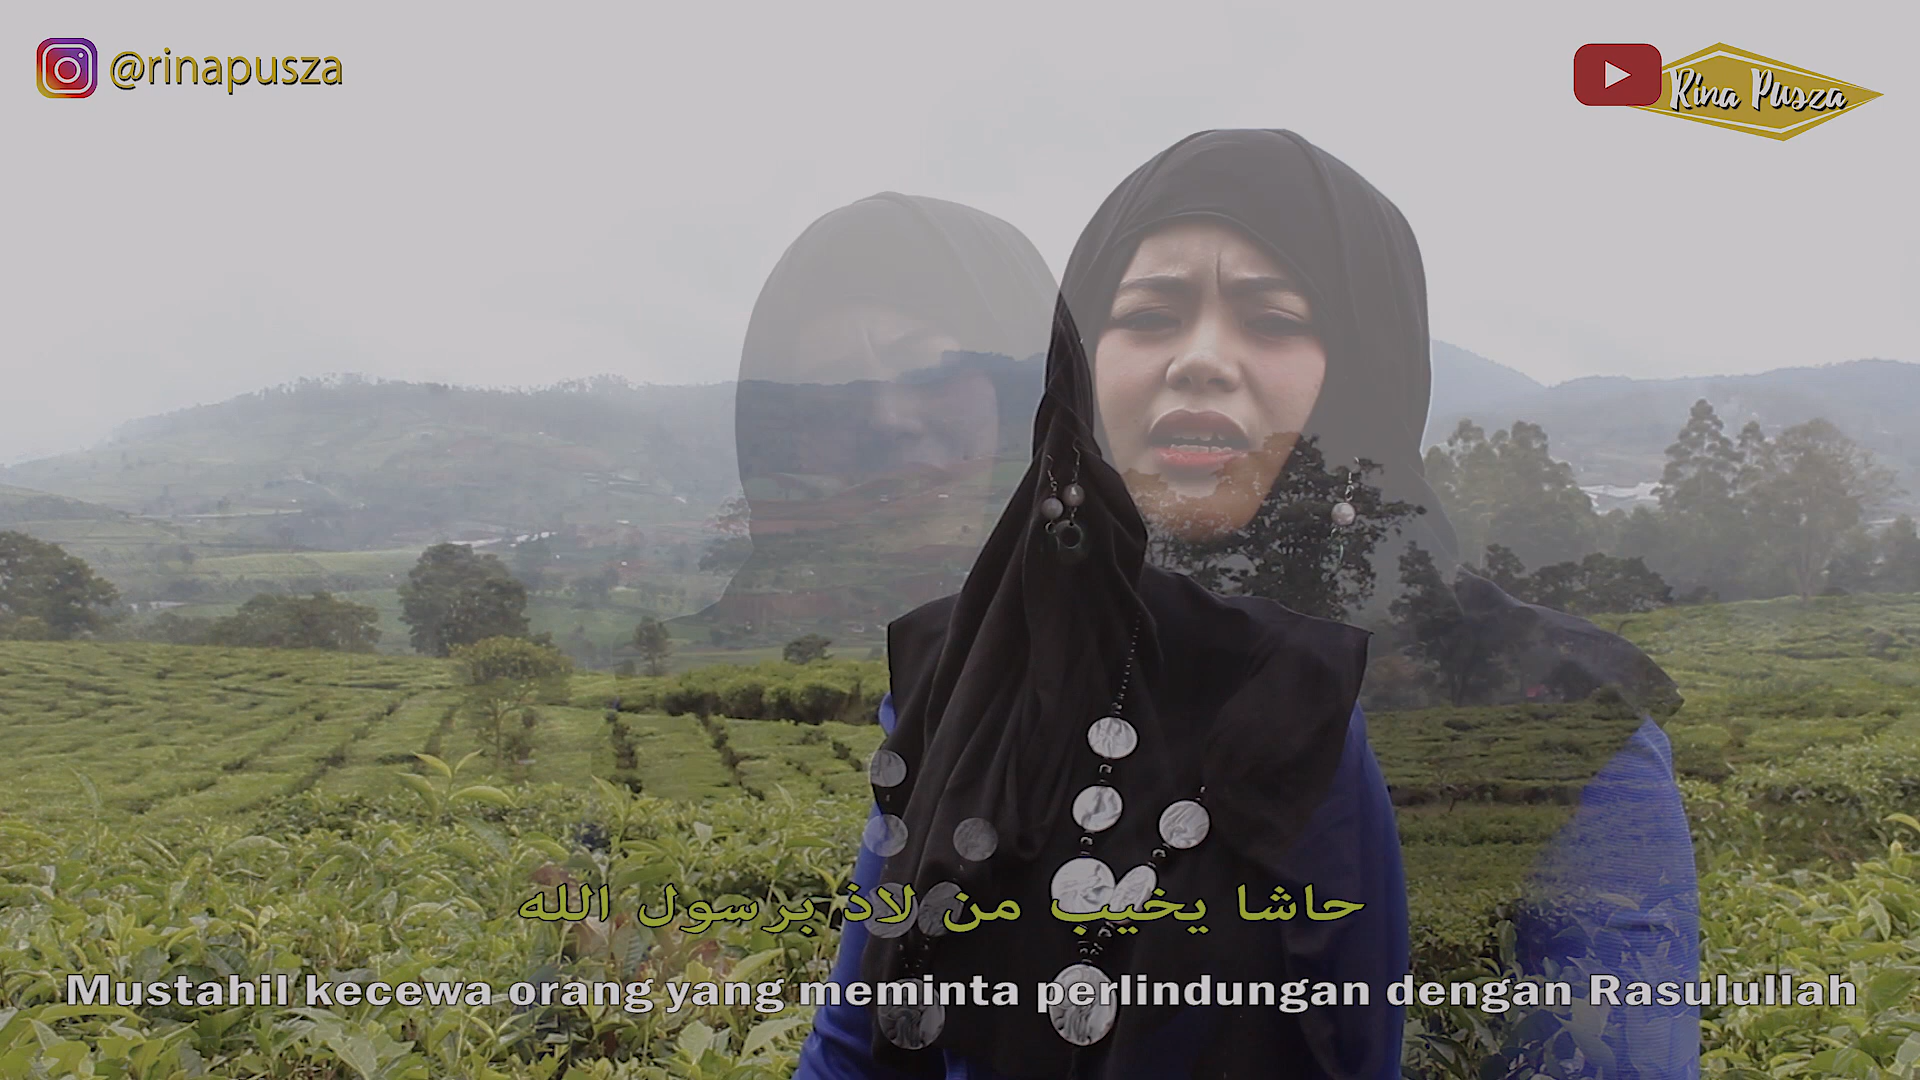 @rinapusza
Rina Pusza
حاشا يخيب من لاذ برسول الله
Mustahil kecewa orang yang meminta perlindungan dengan Rasulullah